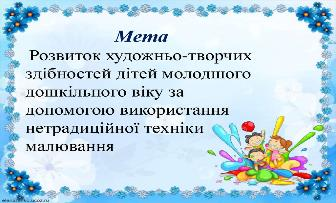 Мета
Розвиток художньо-творчих
здібностей дітей молодшого
дошкільного віку за
допомогою використання
нетрадиційної техніки
малювання